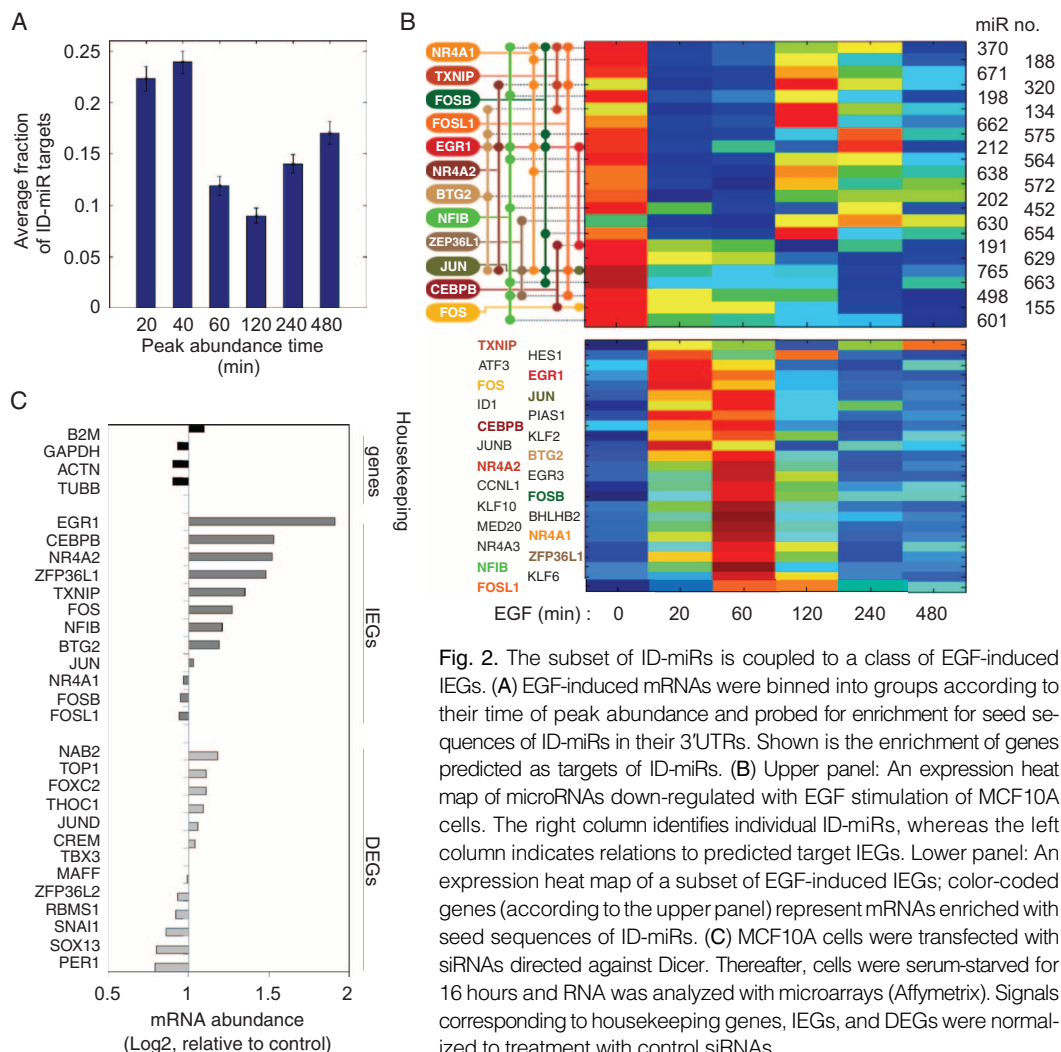 A
0.25
0.2
0.15
0.1
0.05
0
Average fraction
of ID-miR targets
20 40 60 120 240 480
Peak abundance time
(min)
B
miR no.
NR4A1
TXNIP
FOSB
FOSL1
EGR1
NR4A2
BTG2
NFIB
ZEP36L1
JUN
CEBPB
FOS
370
188
671
320
198
134
662
575
212
564
638
572
202
452
630
654
191
629
765
663
498
155
601
TXNIP
HES1
ATF3
EGR1
FOS
JUN
ID1
PIAS1
CEBPB
KLF2
JUNB
BTG2
NR4A2
EGR3
CCNL1
FOSB
KLF10
BHLHB2
MED20
NR4A1
NR4A3
ZFP36L1
NFIB
KLF6
FOSL1
EGF (min) : 0 20 60 120 240 480
C
Housekeeping
genes
B2M
GAPDH
ACTN
TUBB
IEGs
EGR1
CEBPB
NR4A2
ZFP36L1
TXNIP
FOS
NFIB
BTG2
JUN
NR4A1
FOSB
FOSL1
DEGs
NAB2
TOP1
FOXC2
THOC1
JUND
CREM
TBX3
MAFF
ZFP36L2
RBMS1
SNAI1
SOX13
PER1
0.5 1 1.5 2
mRNA abundance
(Log2, relative to control)
Fig. 2. The subset of ID-miRs is coupled to a class of EGF-induced
IEGs. (A) EGF-induced mRNAs were binned into groups according to
their time of peak abundance and probed for enrichment for seed se-
quences of ID-miRs in their 3'UTRs. Shown is the enrichment of genes
predicted as targets of ID-miRs. (B) Upper panel: An expression heat
map of microRNAs down-regulated with EGF stimulation of MCF10A
cells. The right column identifies individual ID-miRs, whereas the left
column indicates relations to predicted target IEGs. Lower panel: An
expression heat map of a subset of EGF-induced IEGs; color-coded
genes (according to the upper panel) represent mRNAs enriched with
seed sequences of ID-miRs. (C) MCF10A cells were transfected with
siRNAs directed against Dicer. Thereafter, cells were serum-starved for
16 hours and RNA was analyzed with microarrays (Affymetrix). Signals
corresponding to housekeeping genes, IEGs, and DEGs were normal-
ized to treatment with control siRNAs.